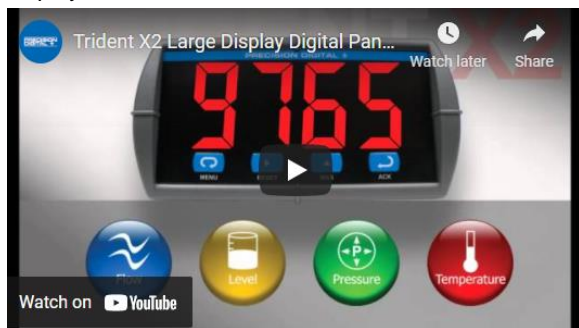 Trident X2 Large Display Digital Pan...
Watch later
Share
X2
PRECISION DIGITAL
9765
MENU
ACK
Flow
Level
P
Pressure
Temperature
Watch on YouTube